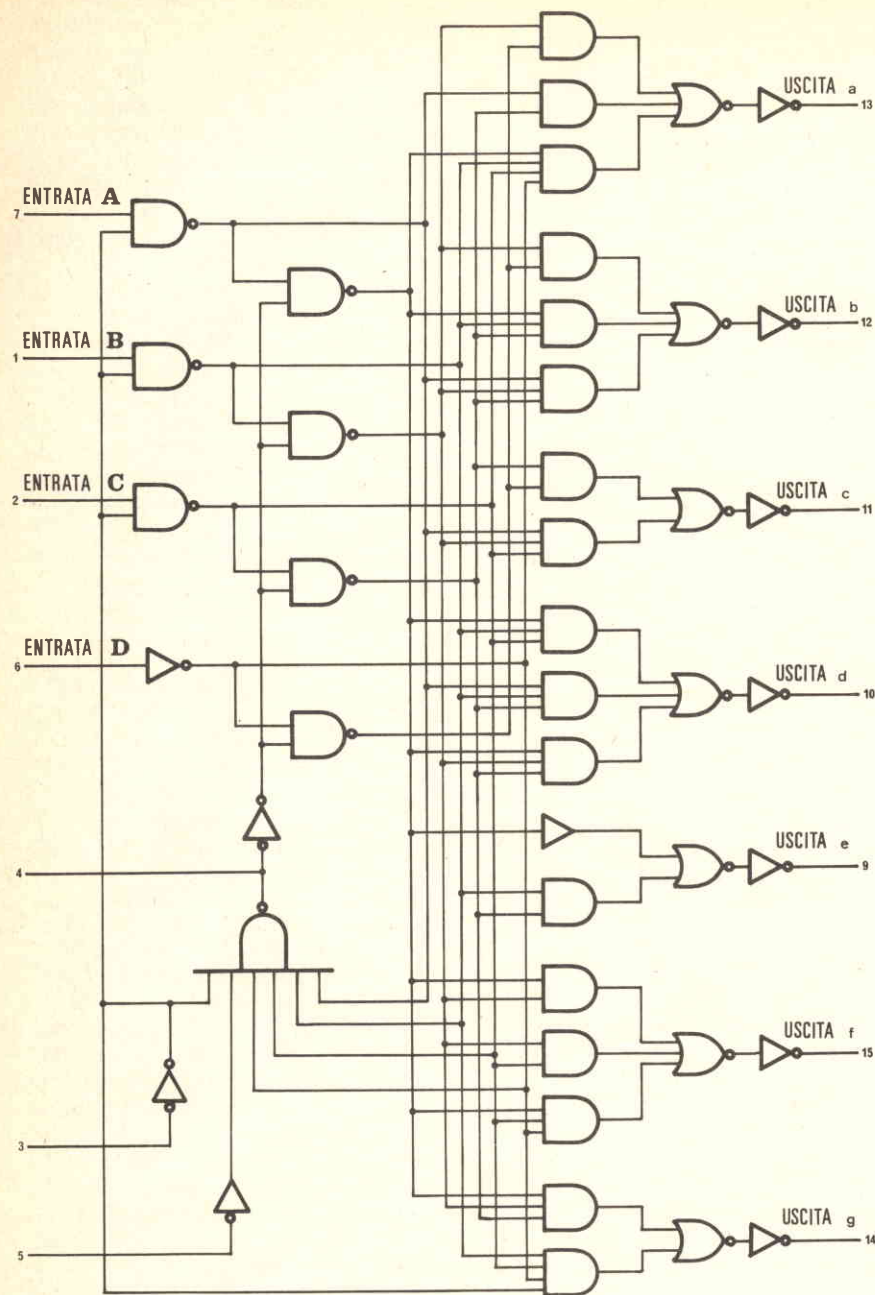 USCITA a
13
ENTRATA A
7
USCITA b
12
ENTRATA B
1
ENTRATA C
2
USCITA c
11
ENTRATA D
6
USCITA d
10
USCITA e
9
4
USCITA f
15
3
USCITA g
14
5